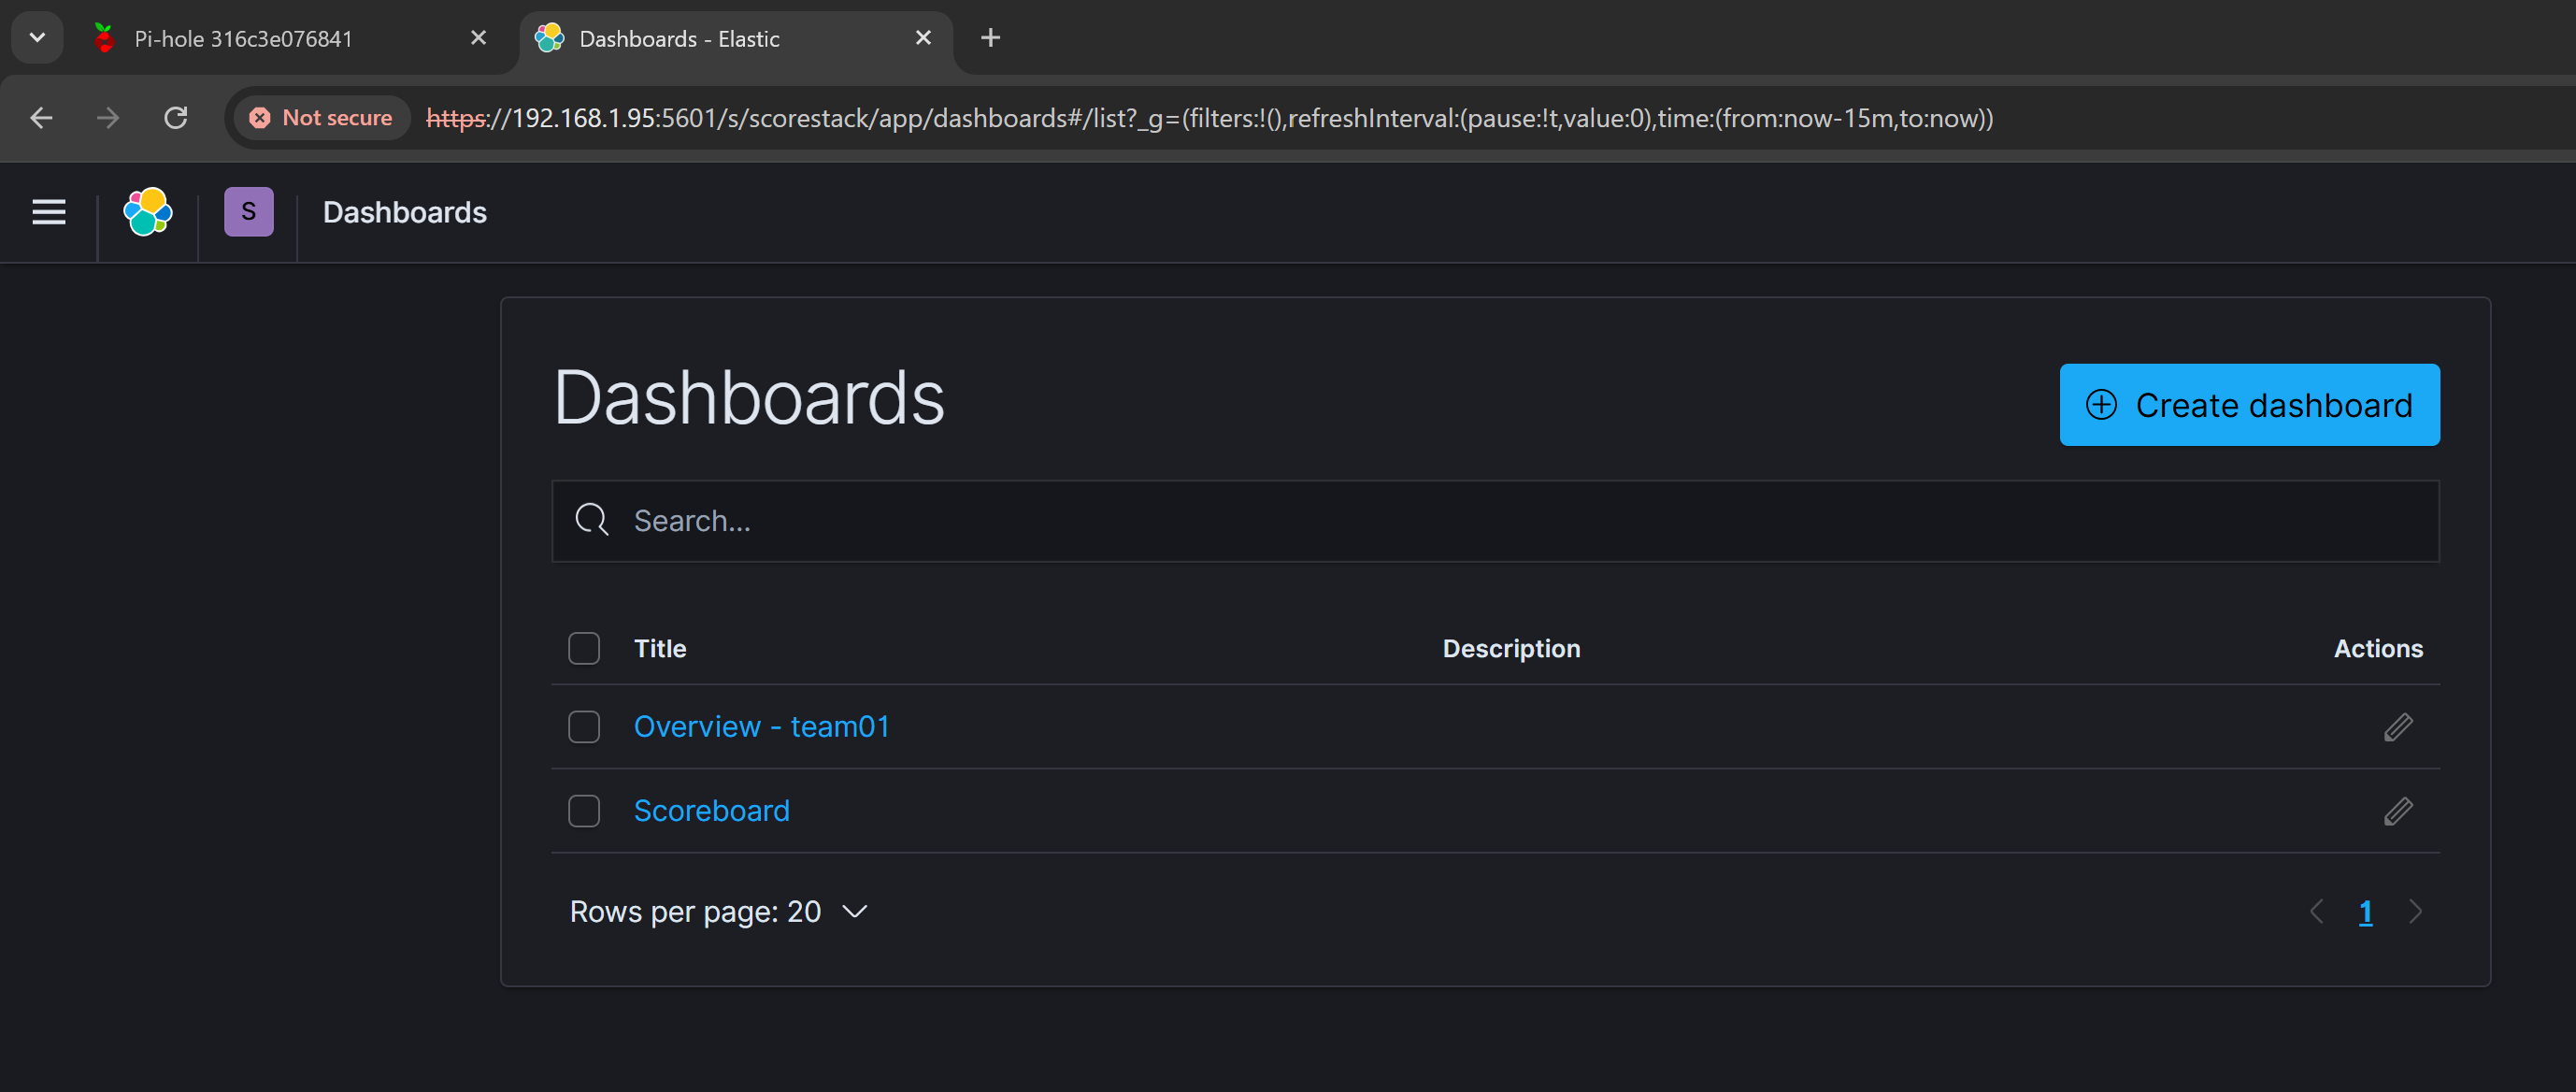 Pi-hole 316c3e076841
Dashboards - Elastic
Not secure
https://192.168.1.95:5601/s/scorestack/app/dashboards#/list?_g=(filters:!(),refreshInterval:(pause:!t,value:0),time:(from:now-15m,to:now))
S
Dashboards
Dashboards
Create dashboard
Search...
Title Description Actions
Overview - team01
Scoreboard
Rows per page: 20
1